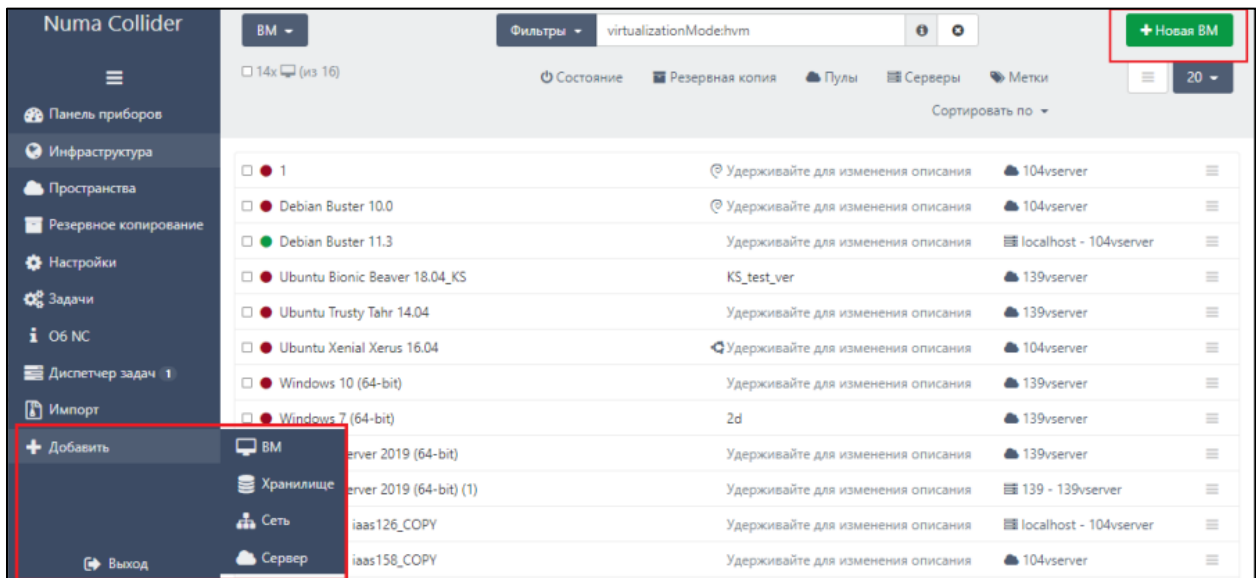 Numa Collider
ВМ
Фильтры virtualizationMode:hvm
+ Новая ВМ
14x (из 16)
Состояние Резервная копия Пулы Серверы Метки
20
Сортировать по
Панель приборов
Инфраструктура
Пространства
Резервное копирование
Настройки
Задачи
Об NC
Диспетчер задач 1
Импорт
Добавить
ВМ
Хранилище
Сеть
Сервер
Выход
1 Удерживайте для изменения описания 104vserver
Debian Buster 10.0 Удерживайте для изменения описания 104vserver
Debian Buster 11.3 Удерживайте для изменения описания localhost - 104vserver
Ubuntu Bionic Beaver 18.04_KS KS_test_ver 139vserver
Ubuntu Trusty Tahr 14.04 Удерживайте для изменения описания 139vserver
Ubuntu Xenial Xerus 16.04 Удерживайте для изменения описания 104vserver
Windows 10 (64-bit) Удерживайте для изменения описания 139vserver
Windows 7 (64-bit) 2d 139vserver
erver 2019 (64-bit) Удерживайте для изменения описания 139vserver
erver 2019 (64-bit) (1) Удерживайте для изменения описания 139 - 139vserver
iaas126_COPY Удерживайте для изменения описания localhost - 104vserver
iaas158_COPY Удерживайте для изменения описания 104vserver